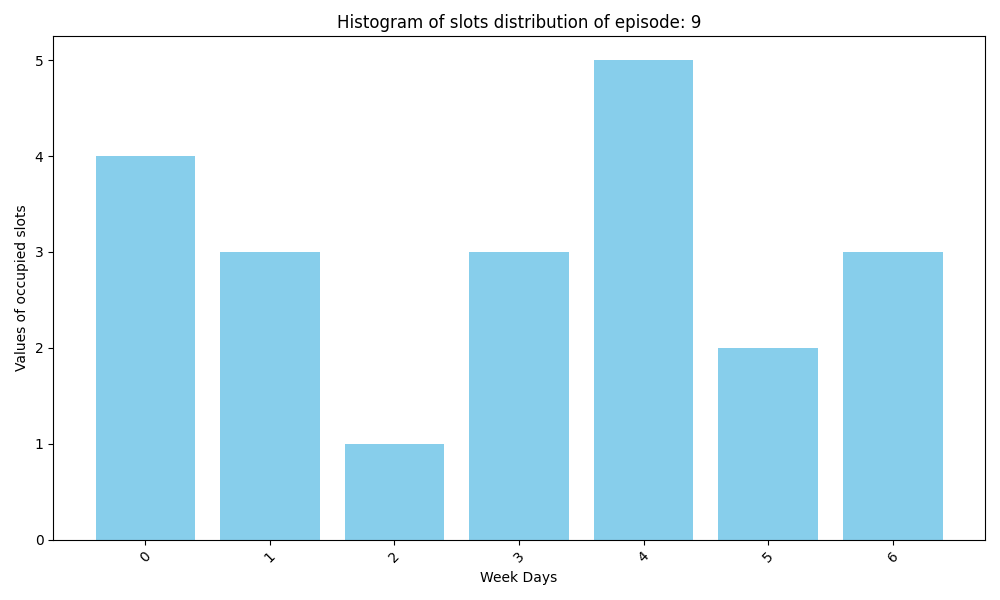 Histogram of slots distribution of episode: 9
Values of occupied slots
5
4
3
2
1
0
0 1 2 3 4 5 6
Week Days